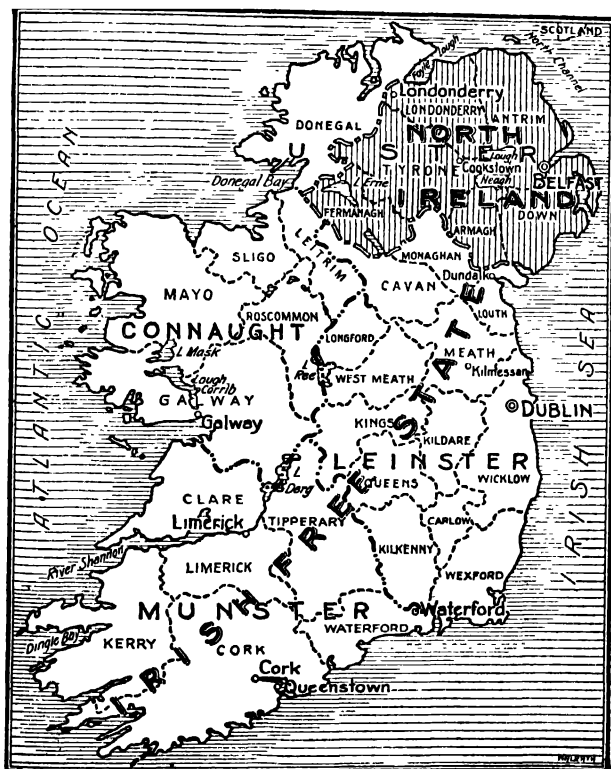 SCOTLAND
North Channel
Foyle Lough
Londonderry
LONDONDERRY
ANTRIM
DONEGAL
NORTH
ULSTER
TYRONE
Cookstown
Lough
Neagh
BELFAST
Donegal Bay
L Erne
IRELAND
DOWN
FERMANAGH
ARMAGH
MONAGHAN
LEITRIM
SLIGO
CAVAN
Dundalk
LOUTH
MAYO
ROSCOMMON
CONNAUGHT
LONGFORD
MEATH
Kilmessan
L Mask
L
Ree
WEST MEATH
Lough
Corrib
GALWAY
Galway
DUBLIN
KINGS
KILDARE
LEINSTER
WICKLOW
L
Derg
QUEENS
CLARE
Limerick
TIPPERARY
CARLOW
River Shannon
LIMERICK
KILKENNY
WEXFORD
MUNSTER
Waterford
WATERFORD
Dingle Bay
KERRY
CORK
Cork
Queenstown
IRISH FREE STATE
ATLANTIC OCEAN
IRISH SEA